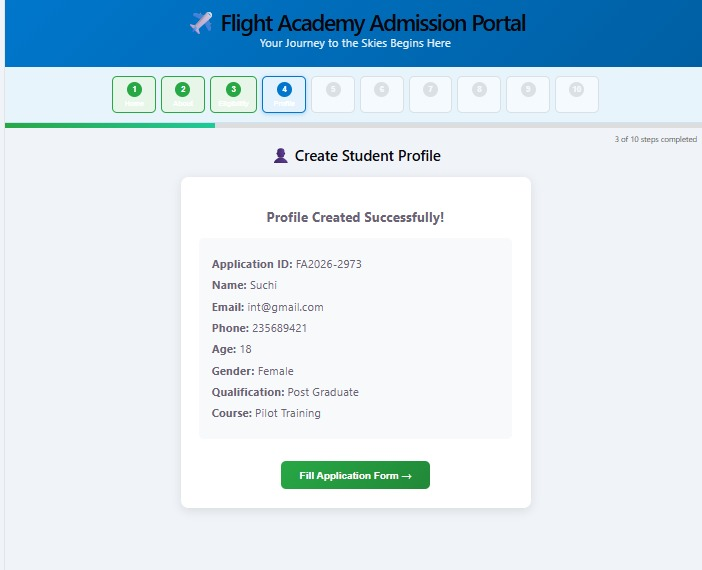 Flight Academy Admission Portal
Your Journey to the Skies Begins Here
1 2 3 4 5 6 7 8 9 10
Home About Eligibility Profile
3 of 10 steps completed
Create Student Profile
Profile Created Successfully!
Application ID: FA2026-2973
Name: Suchi
Email: int@gmail.com
Phone: 235689421
Age: 18
Gender: Female
Qualification: Post Graduate
Course: Pilot Training
Fill Application Form →